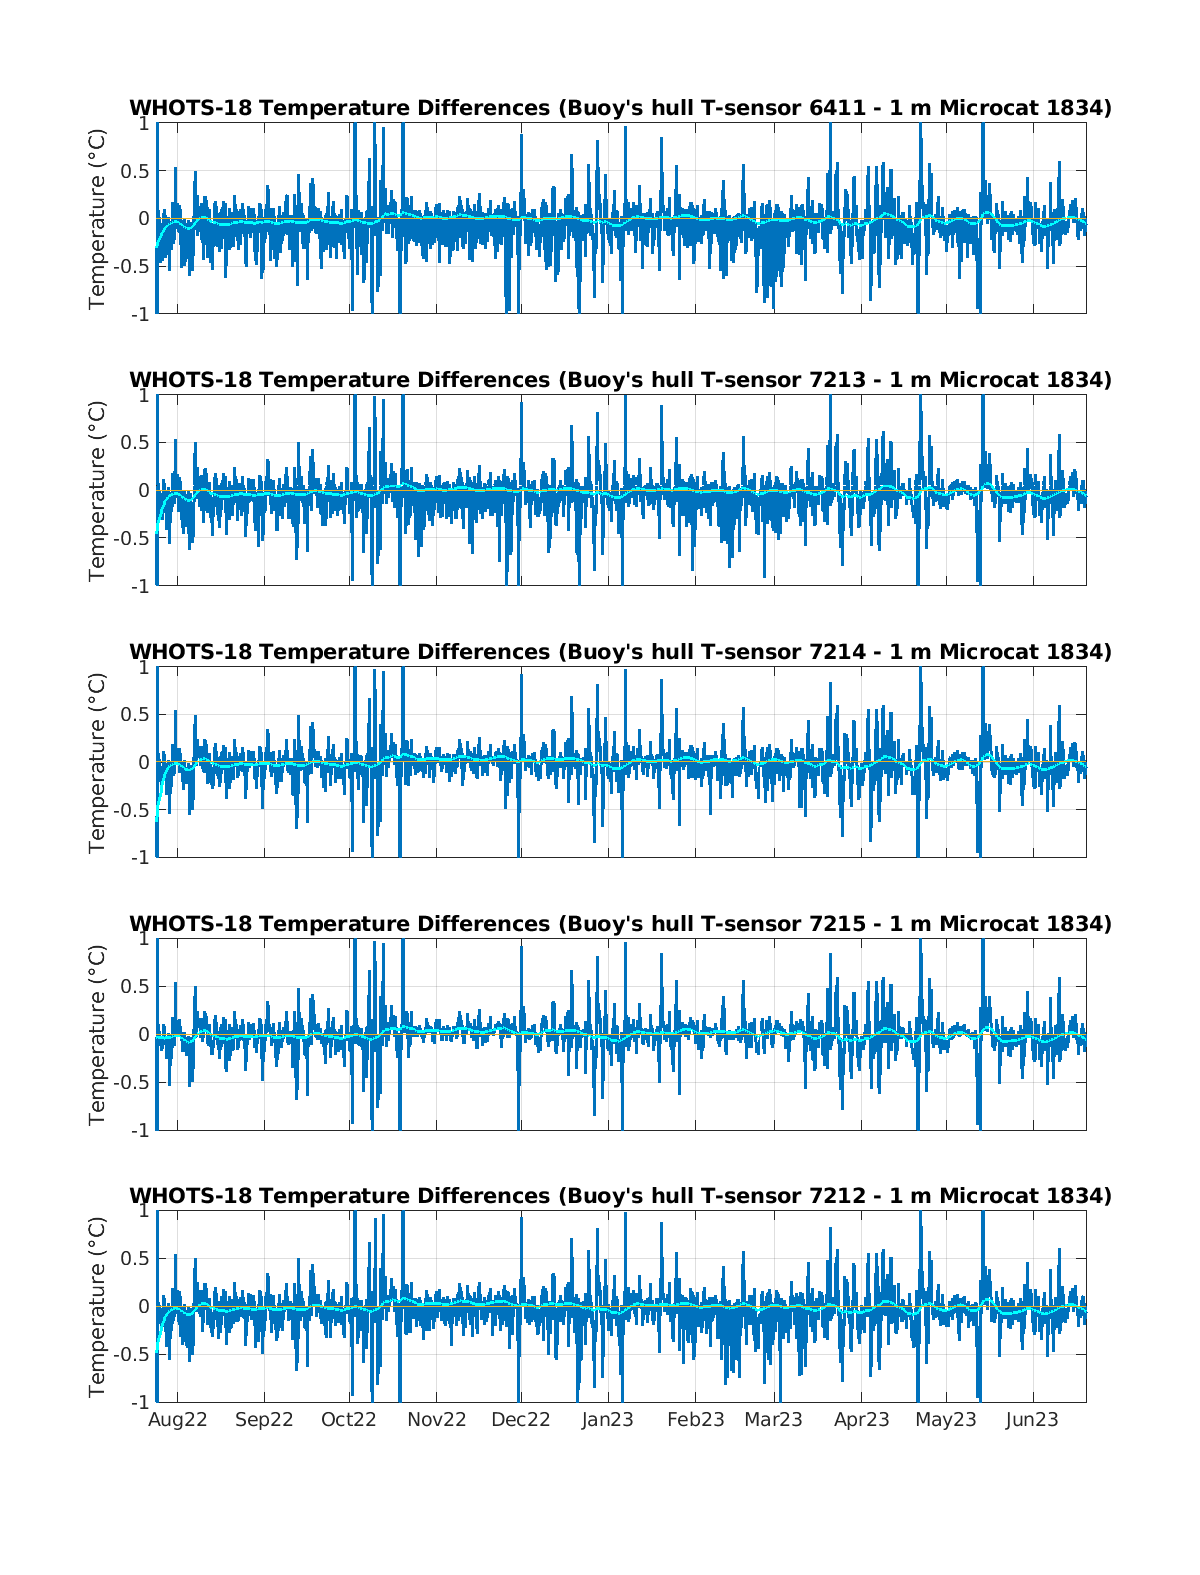 WHOTS-18 Temperature Differences (Buoy's hull T-sensor 6411 - 1 m Microcat 1834)
1
0.5
0
-0.5
-1
Temperature (°C)
WHOTS-18 Temperature Differences (Buoy's hull T-sensor 7213 - 1 m Microcat 1834)
1
0.5
0
-0.5
-1
Temperature (°C)
WHOTS-18 Temperature Differences (Buoy's hull T-sensor 7214 - 1 m Microcat 1834)
1
0.5
0
-0.5
-1
Temperature (°C)
WHOTS-18 Temperature Differences (Buoy's hull T-sensor 7215 - 1 m Microcat 1834)
1
0.5
0
-0.5
-1
Temperature (°C)
WHOTS-18 Temperature Differences (Buoy's hull T-sensor 7212 - 1 m Microcat 1834)
1
0.5
0
-0.5
-1
Temperature (°C)
Aug22 Sep22 Oct22 Nov22 Dec22 Jan23 Feb23 Mar23 Apr23 May23 Jun23